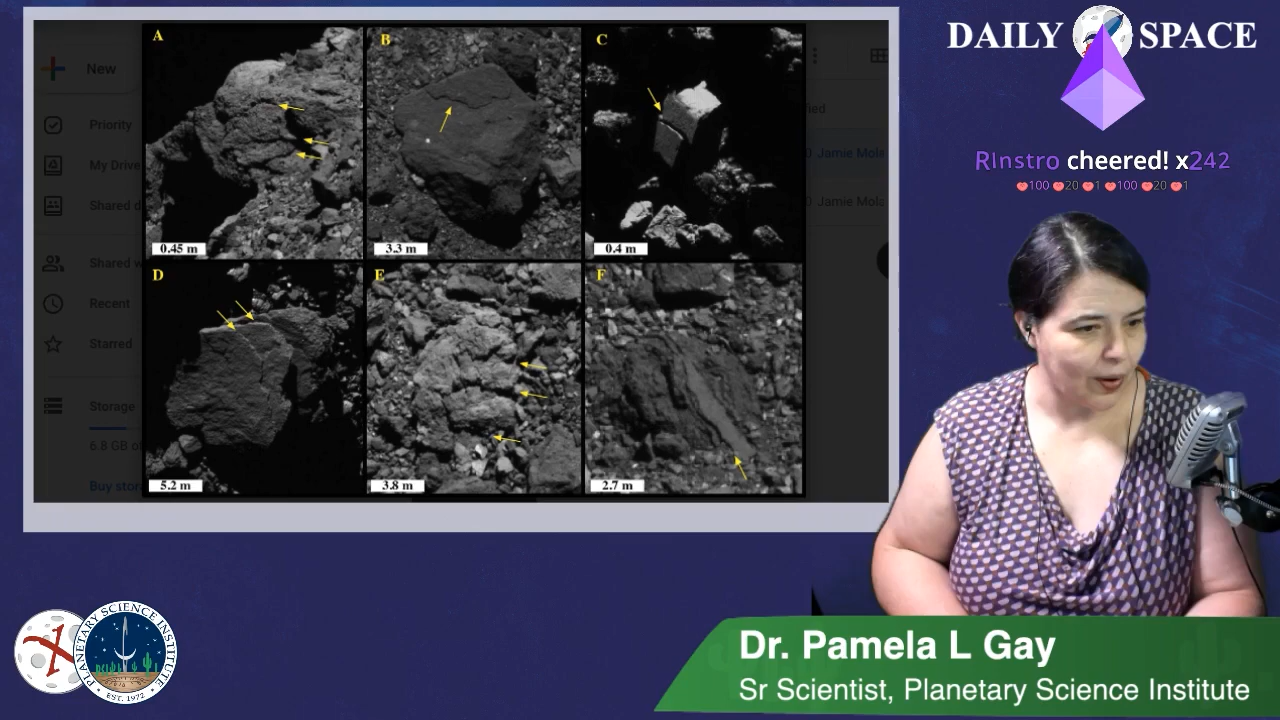 A
B
C
0.45 m
3.3 m
0.4 m
D
E
F
5.2 m
3.8 m
2.7 m
New
Priority
My Drive
Shared
Shared
Recent
Starred
Storage
6.8 GB
Buy
Jamie
Jamie
DAILY SPACE
RInstro cheered! x242
100 20 1 100 20 1
PLANETARY SCIENCE INSTITUTE
EST. 1972
Dr. Pamela L Gay
Sr Scientist, Planetary Science Institute